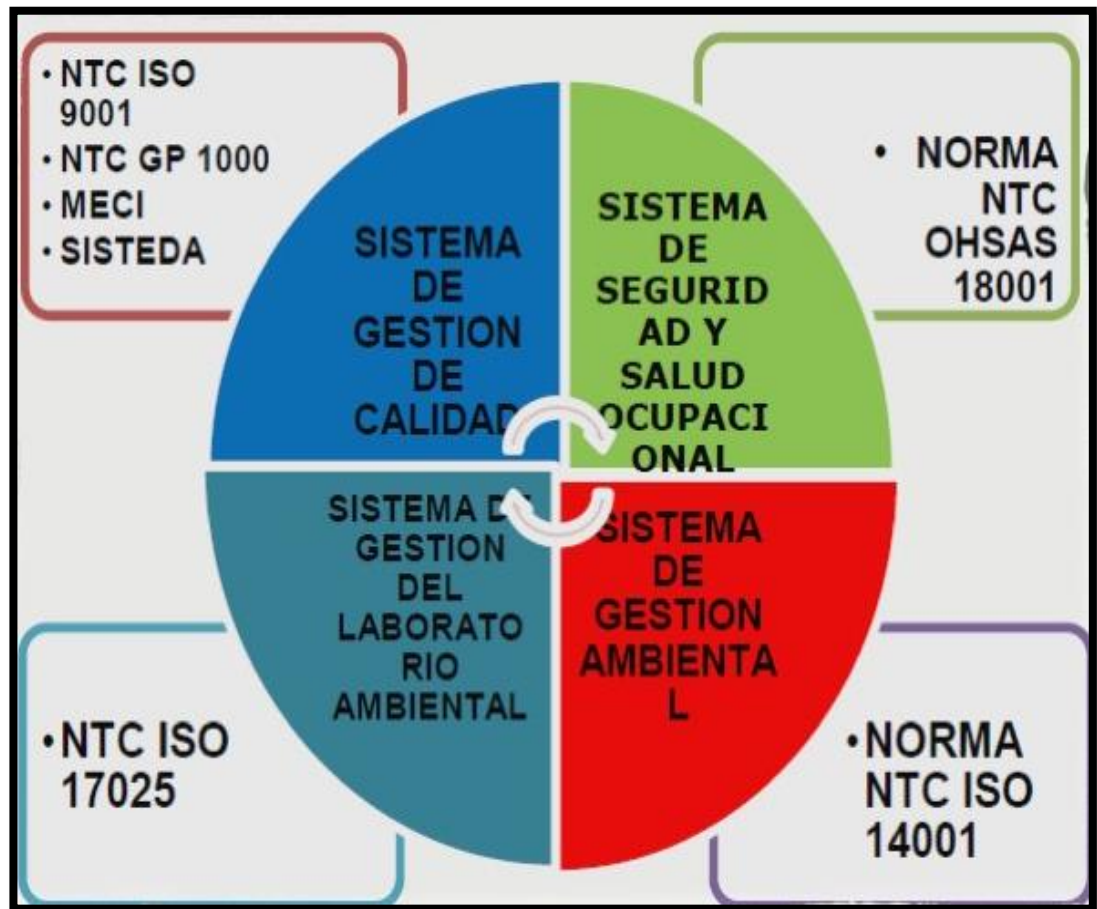 • NTC ISO
9001
• NTC GP 1000
• MECI
• SISTEDA
SISTEMA
DE
GESTION
DE
CALIDAD
SISTEMA
DE
SEGURID
AD Y
SALUD
OCUPACI
ONAL
• NORMA
NTC
OHSAS
18001
• NTC ISO
17025
SISTEMA DE
GESTION
DEL
LABORATO
RIO
AMBIENTAL
SISTEMA
DE
GESTION
AMBIENTA
L
• NORMA
NTC ISO
14001